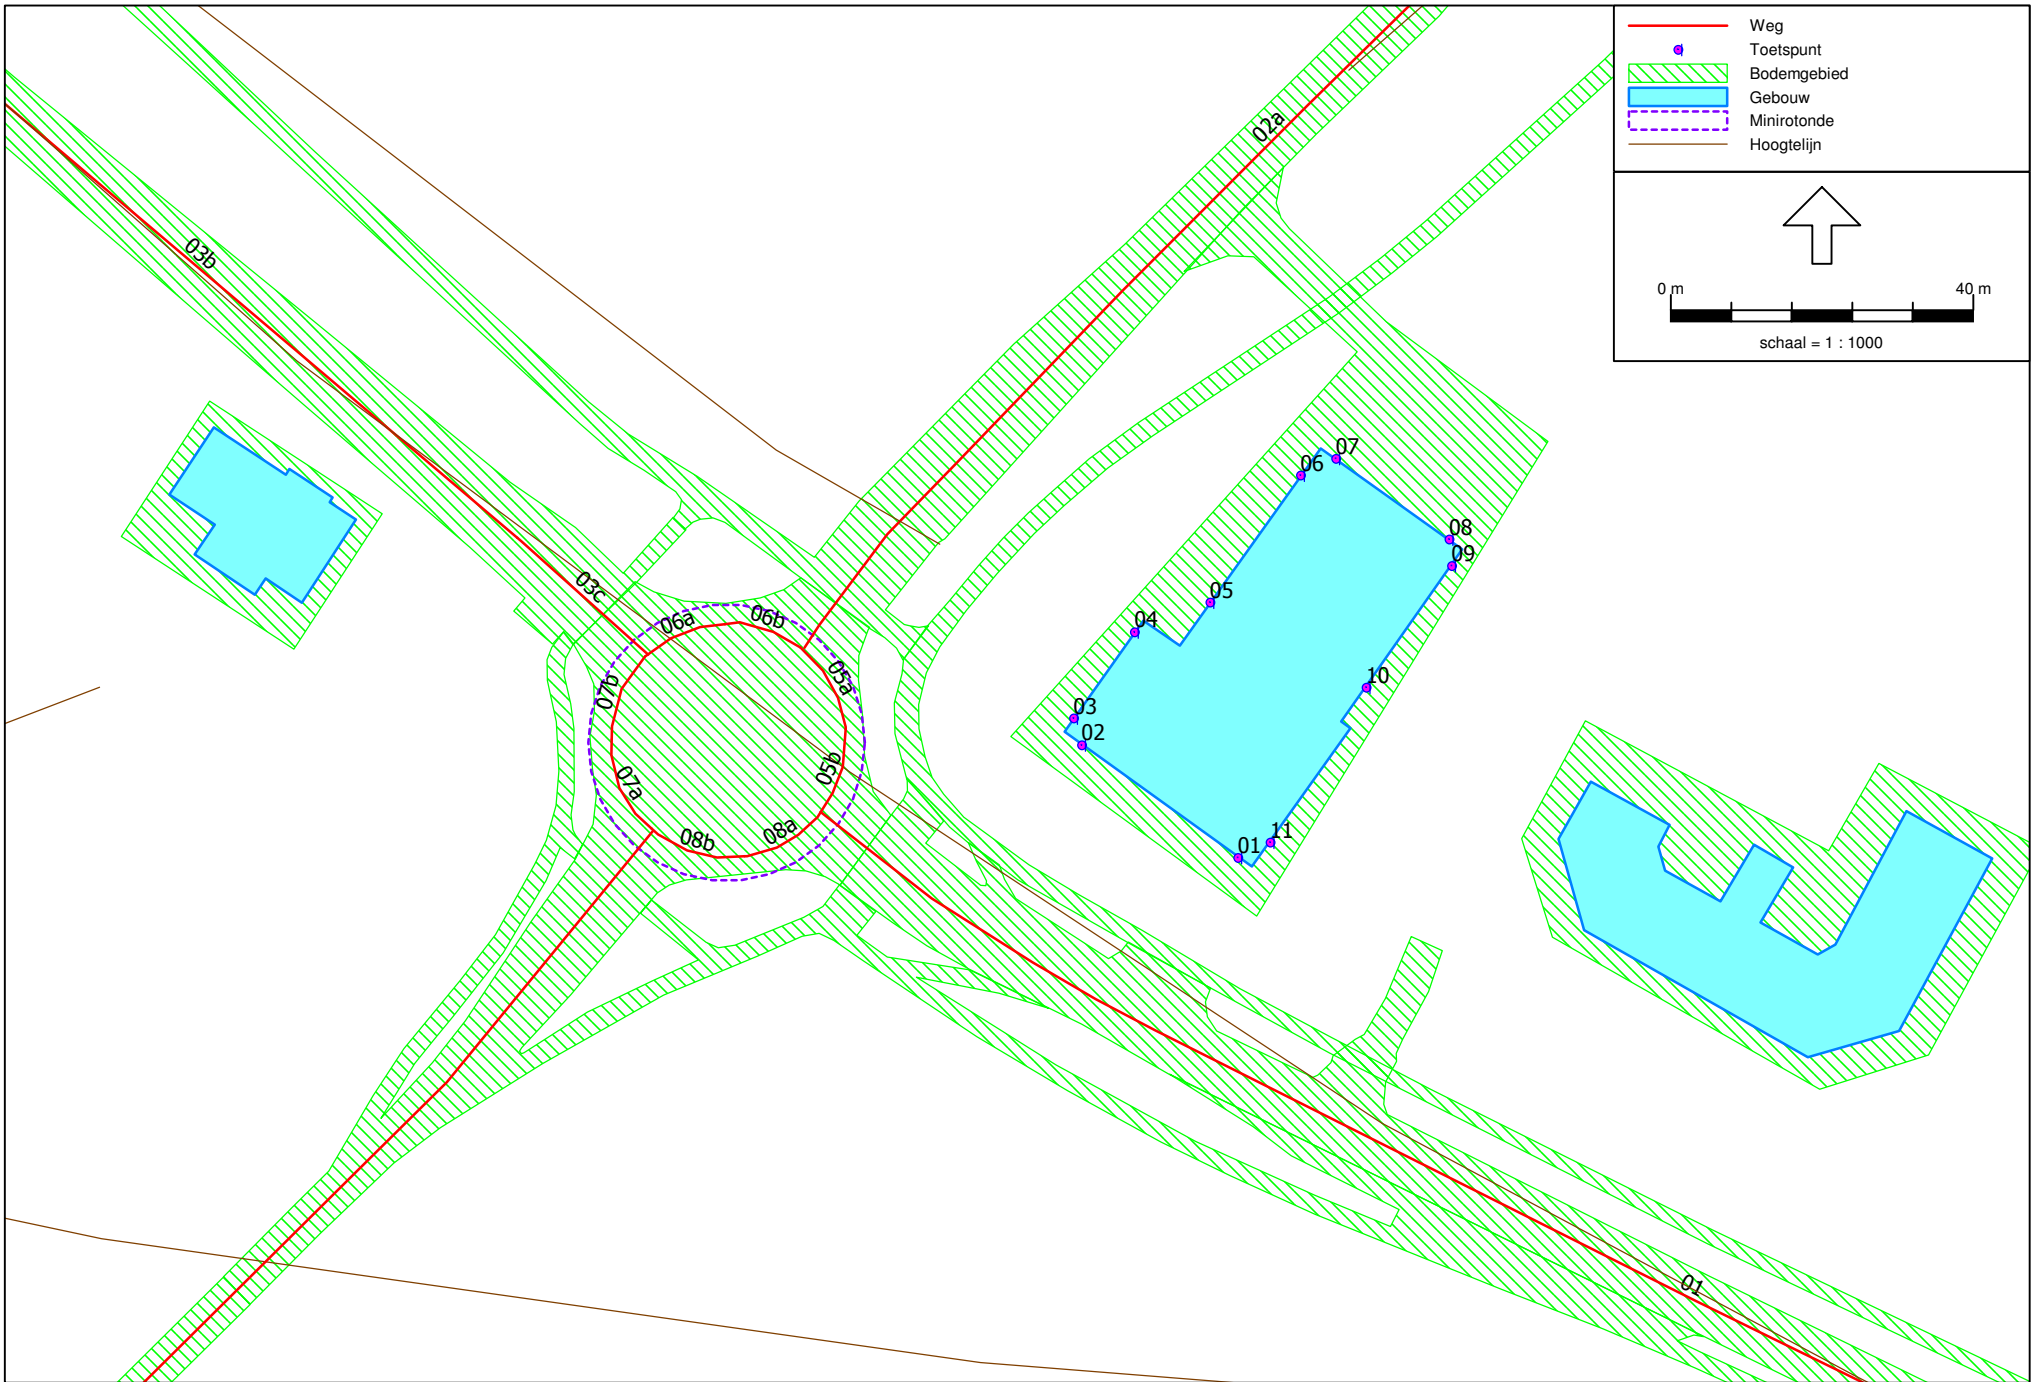 Weg
Toetspunt
Bodemgebied
Gebouw
Minirotonde
Hoogtelijn
0 m 40 m
schaal = 1 : 1000
02a
03b
07
06
08
09
03c
05
06a 06b
04
05a
07b
10
03
02
05b
07a
08b 08a
11
01
01